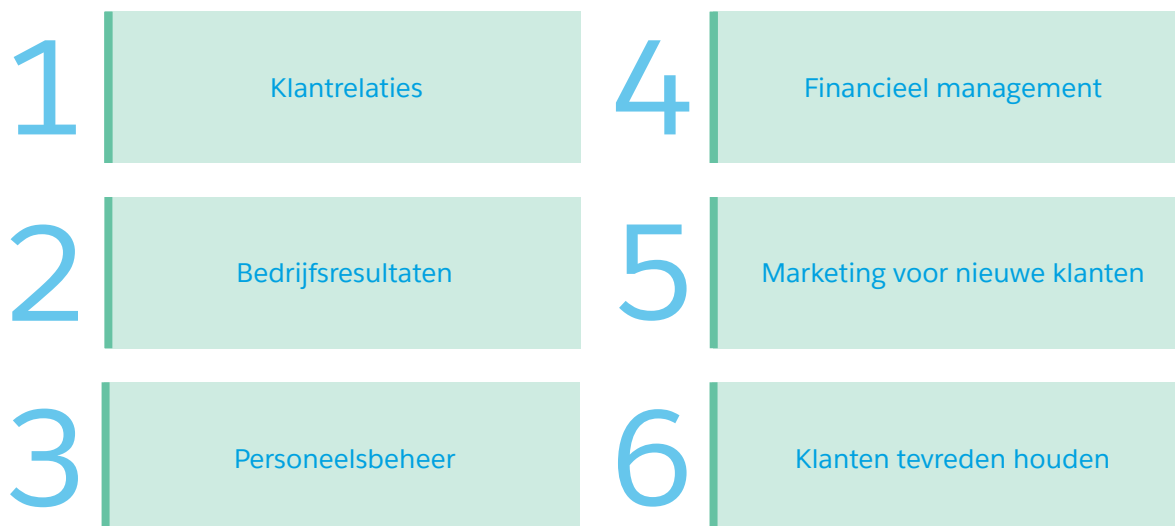 1
Klantrelaties
2
Bedrijfsresultaten
3
Personeelsbeheer
4
Financieel management
5
Marketing voor nieuwe klanten
6
Klanten tevreden houden